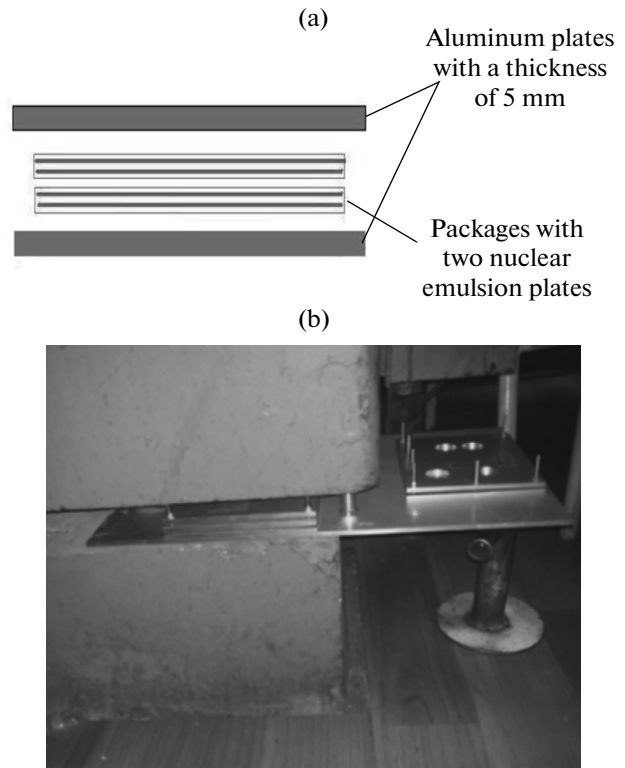 (a)
Aluminum plates
with a thickness
of 5 mm
Packages with
two nuclear
emulsion plates
(b)